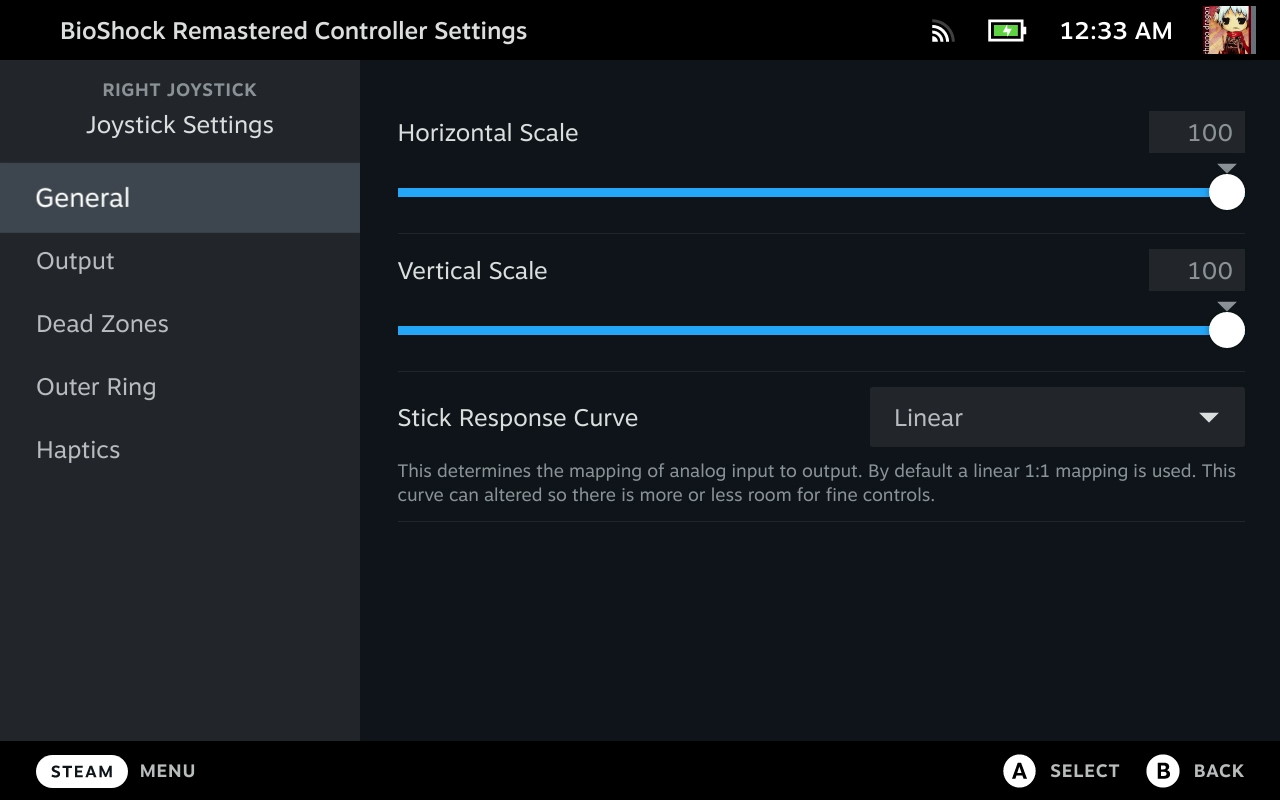 BioShock Remastered Controller Settings
12:33 AM
RIGHT JOYSTICK
Joystick Settings
General
Output
Dead Zones
Outer Ring
Haptics
Horizontal Scale
100
Vertical Scale
100
Stick Response Curve
Linear
This determines the mapping of analog input to output. By default a linear 1:1 mapping is used. This
curve can altered so there is more or less room for fine controls.
STEAM MENU
A SELECT B BACK